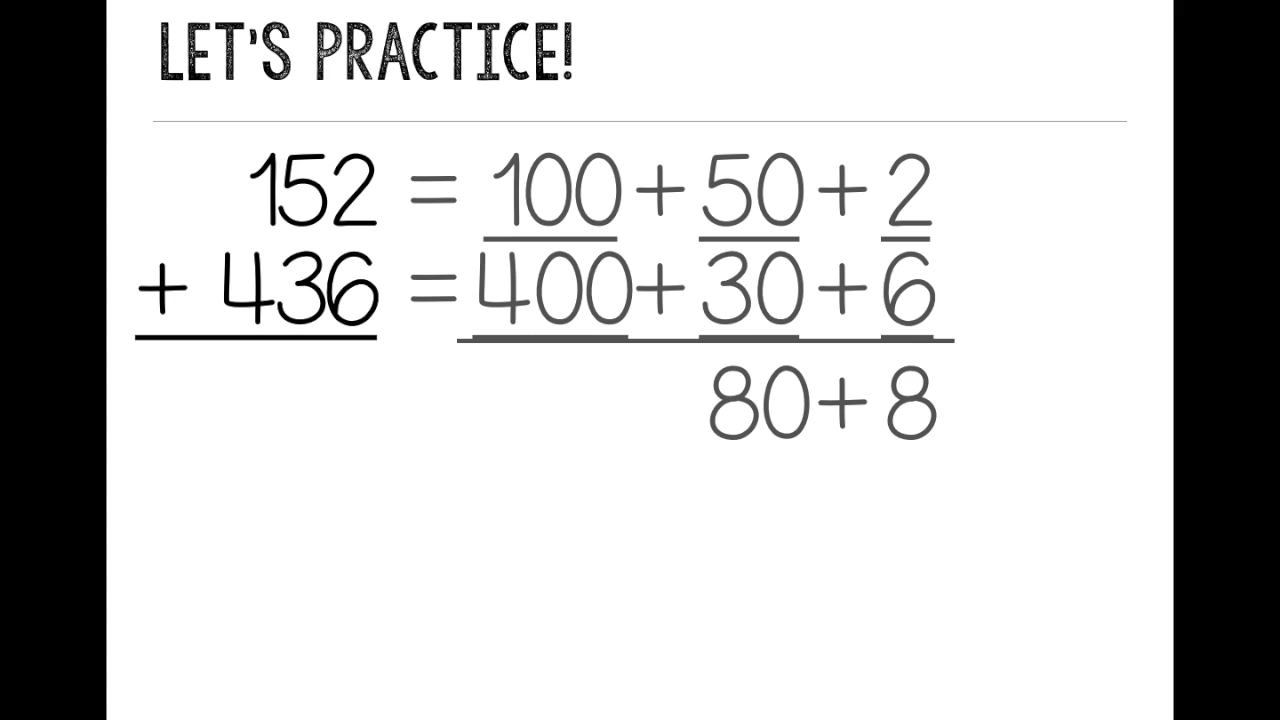 LET'S PRACTICE!
152 = 100 + 50 + 2
+ 436 = 400 + 30 + 6
80 + 8